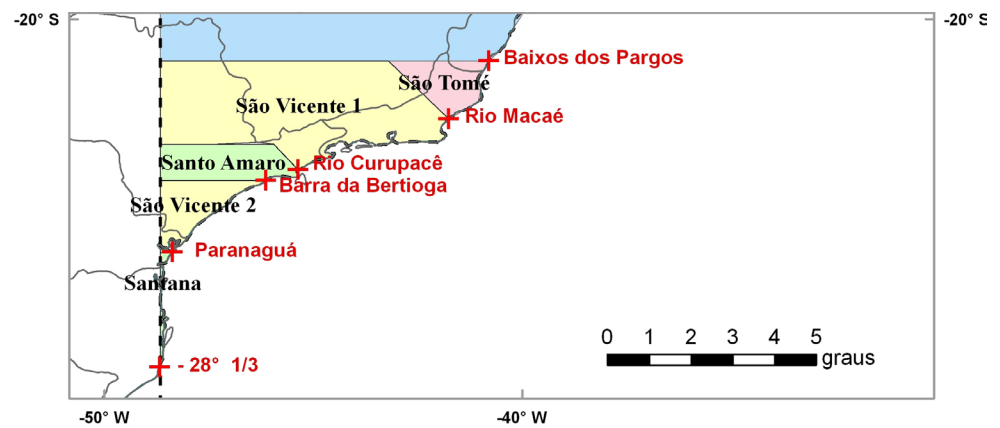 -20° S
-20° S
Baixos dos Pargos
São Tomé
São Vicente 1
Rio Macaé
Santo Amaro
Rio Curupacê
Barra da Bertioga
São Vicente 2
Paranaguá
Santana
0 1 2 3 4 5
graus
- 28° 1/3
-50° W
-40° W